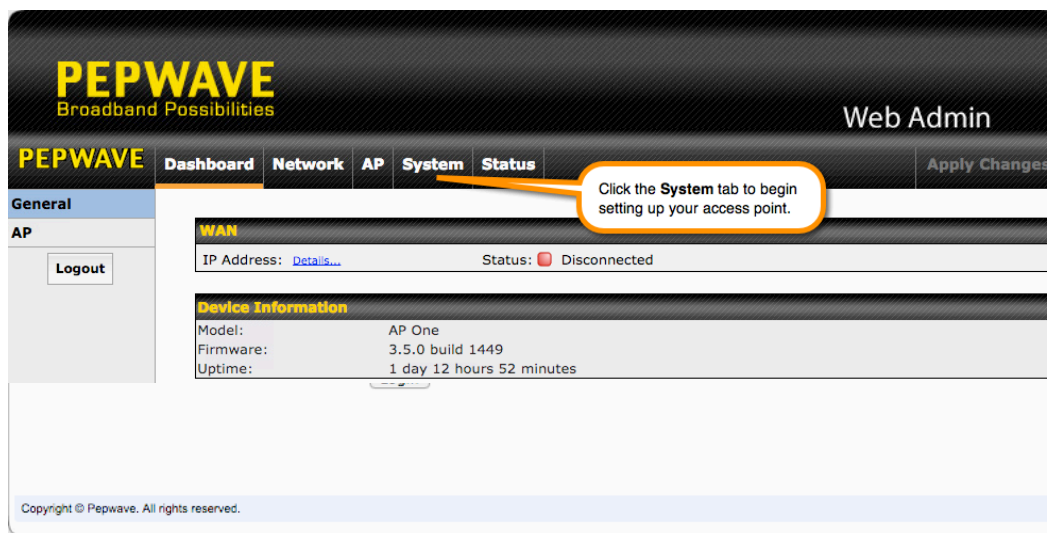 PEPWAVE
Broadband Possibilities
Web Admin
PEPWAVE Dashboard Network AP System Status Apply Changes
Click the System tab to begin
setting up your access point.
General
AP
Logout
WAN
IP Address: Details... Status: Disconnected
Device Information
Model: AP One
Firmware: 3.5.0 build 1449
Uptime: 1 day 12 hours 52 minutes
Copyright © Pepwave. All rights reserved.